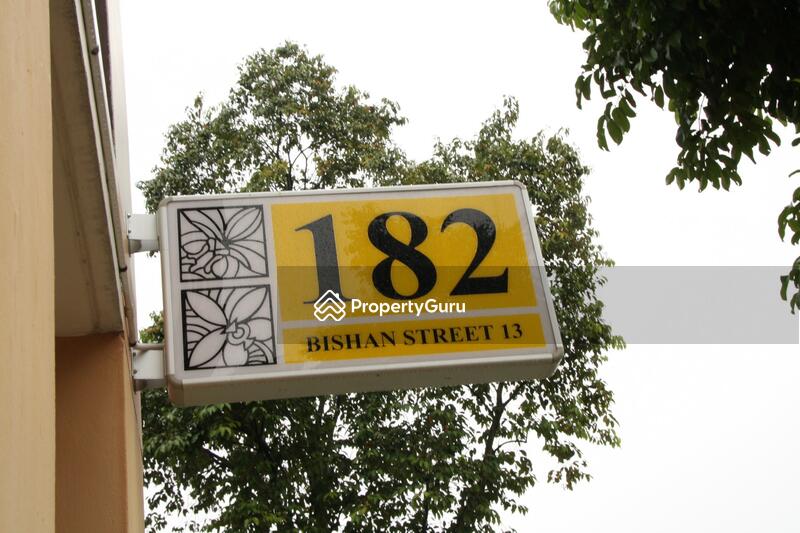 182
PropertyGuru
BISHAN STREET 13